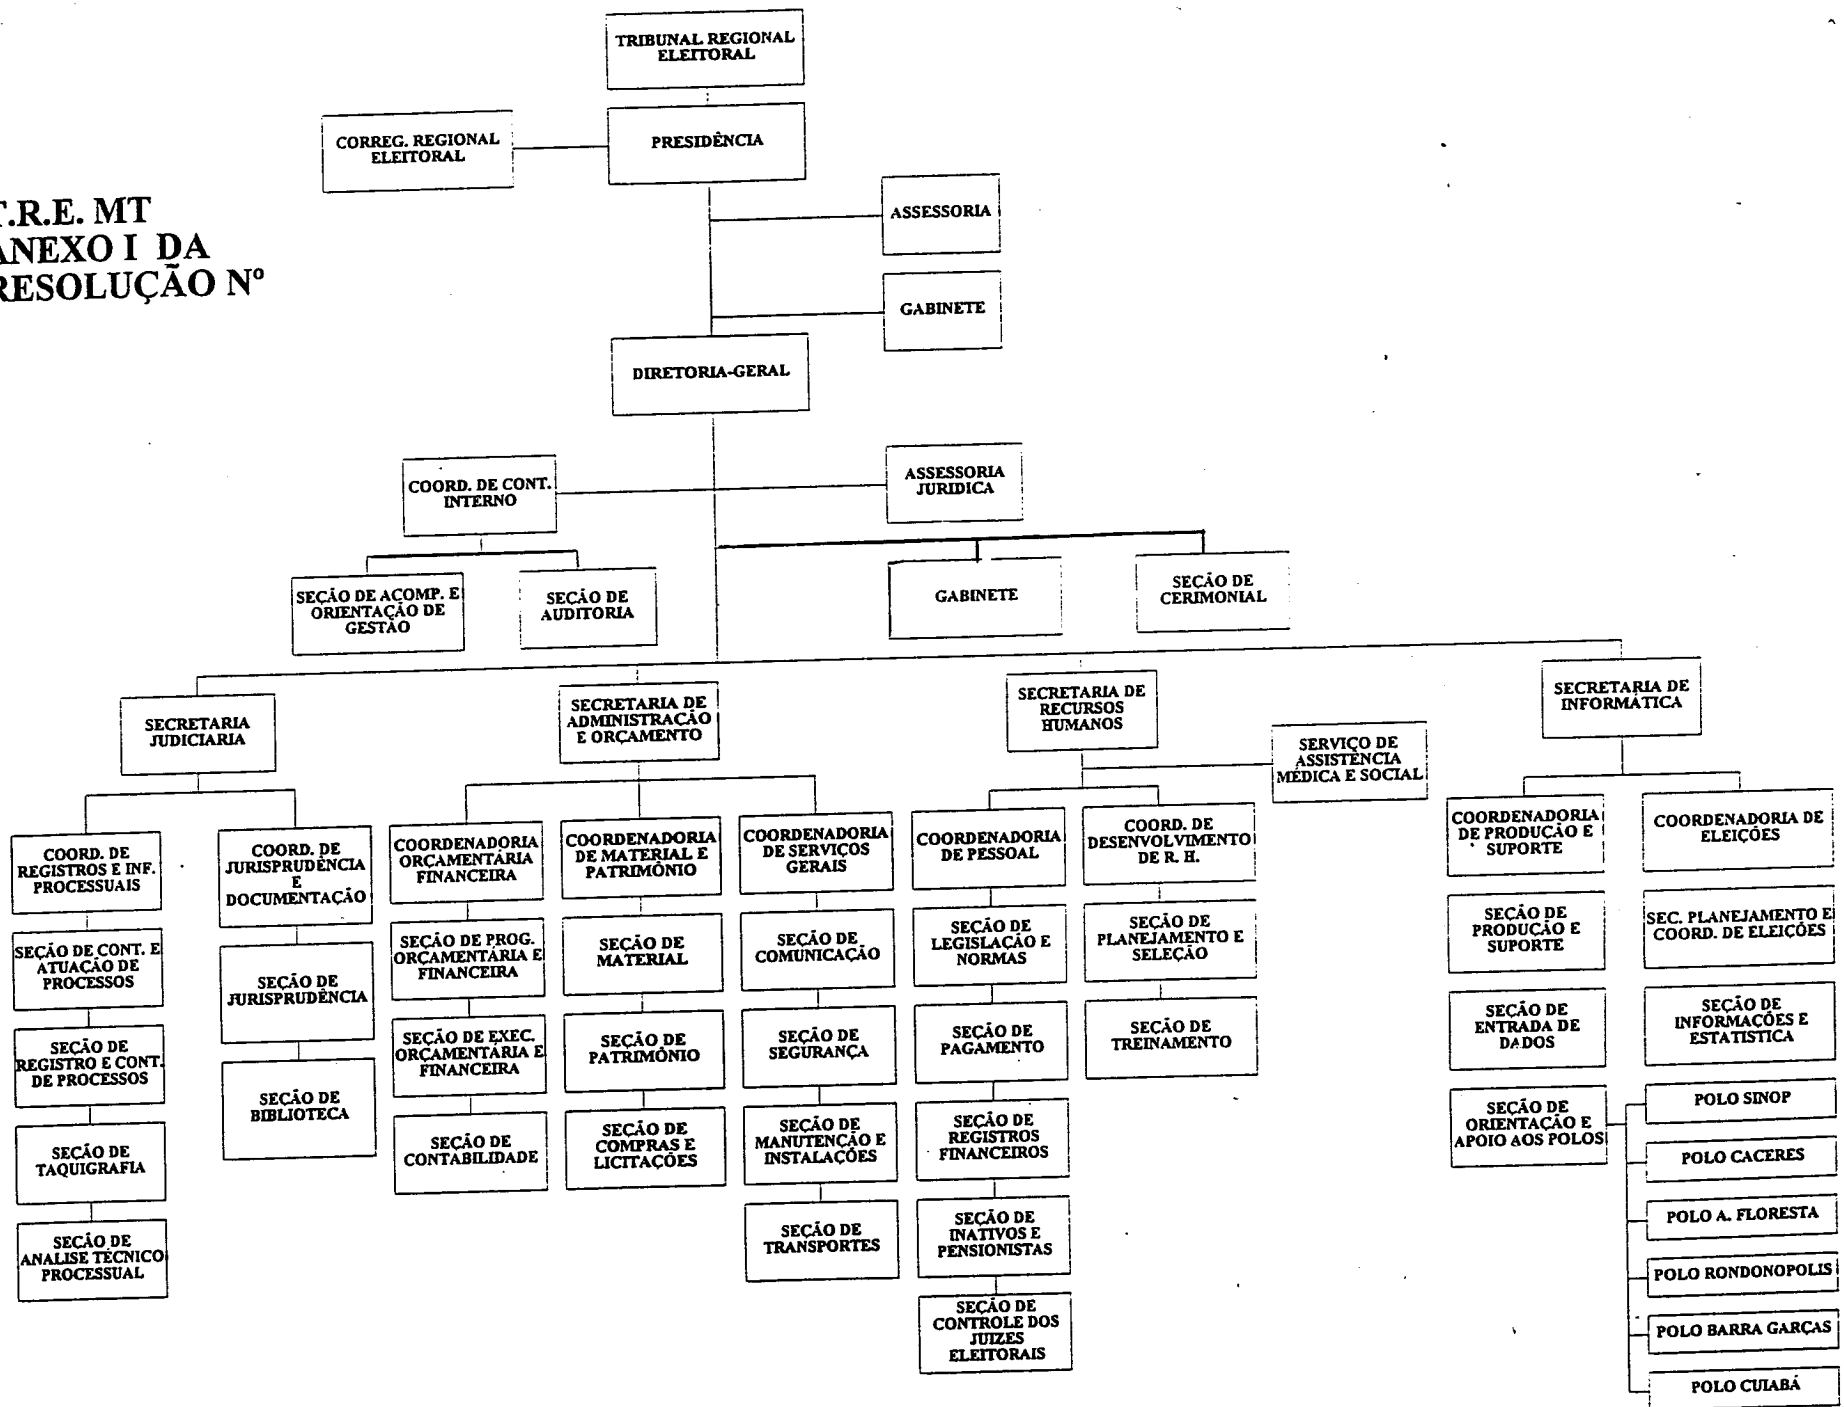 TRIBUNAL REGIONAL
ELEITORAL
CORREG. REGIONAL
ELEITORAL
PRESIDÊNCIA
T.R.E. MT
ANEXO I DA
RESOLUÇÃO Nº
ASSESSORIA
GABINETE
DIRETORIA-GERAL
COORD. DE CONT.
INTERNO
ASSESSORIA
JURIDICA
SEÇÃO DE ACOMP. E
ORIENTAÇÃO DE
GESTÃO
SEÇÃO DE
AUDITORIA
GABINETE
SEÇÃO DE
CERIMONIAL
SECRETARIA
JUDICIARIA
SECRETARIA DE
ADMINISTRAÇÃO
E ORÇAMENTO
SECRETARIA DE
RECURSOS
HUMANOS
SERVIÇO DE
ASSISTÊNCIA
MÉDICA E SOCIAL
SECRETARIA DE
INFORMÁTICA
COORD. DE
REGISTROS E INF.
PROCESSUAIS
COORD. DE
JURISPRUDÊNCIA
E
DOCUMENTAÇÃO
COORDENADORIA
ORÇAMENTÁRIA
FINANCEIRA
COORDENADORIA
DE MATERIAL E
PATRIMÔNIO
COORDENADORIA
DE SERVIÇOS
GERAIS
COORDENADORIA
DE PESSOAL
COORD. DE
DESENVOLVIMENTO
DE R. H.
COORDENADORIA
DE PRODUÇÃO E
SUPORTE
COORDENADORIA DE
ELEIÇÕES
SEÇÃO DE CONT. E
ATUAÇÃO DE
PROCESSOS
SEÇÃO DE
JURISPRUDÊNCIA
SEÇÃO DE PROG.
ORÇAMENTÁRIA E
FINANCEIRA
SEÇÃO DE
MATERIAL
SEÇÃO DE
COMUNICAÇÃO
SEÇÃO DE
LEGISLAÇÃO E
NORMAS
SEÇÃO DE
PLANEJAMENTO E
SELEÇÃO
SEÇÃO DE
PRODUÇÃO E
SUPORTE
SEC. PLANEJAMENTO E
COORD. DE ELEIÇÕES
SEÇÃO DE
REGISTRO E CONT.
DE PROCESSOS
SEÇÃO DE
BIBLIOTECA
SEÇÃO DE EXEC.
ORÇAMENTÁRIA E
FINANCEIRA
SEÇÃO DE
PATRIMÔNIO
SEÇÃO DE
SEGURANÇA
SEÇÃO DE
PAGAMENTO
SEÇÃO DE
TREINAMENTO
SEÇÃO DE
ENTRADA DE
DADOS
SEÇÃO DE
INFORMAÇÕES E
ESTATISTICA
SEÇÃO DE
TAQUIGRAFIA
SEÇÃO DE
CONTABILIDADE
SEÇÃO DE
COMPRAS E
LICITAÇÕES
SEÇÃO DE
MANUTENÇÃO E
INSTALAÇÕES
SEÇÃO DE
REGISTROS
FINANCEIROS
SEÇÃO DE
ORIENTAÇÃO E
APOIO AOS POLOS
POLO SINOP
POLO CACERES
POLO A. FLORESTA
POLO RONDONOPOLIS
POLO BARRA GARÇAS
POLO CUIABÁ
SEÇÃO DE
ANALISE TÉCNICO
PROCESSUAL
SEÇÃO DE
TRANSPORTES
SEÇÃO DE
INATIVOS E
PENSIONISTAS
SEÇÃO DE
CONTROLE DOS
JUIZES
ELEITORAIS